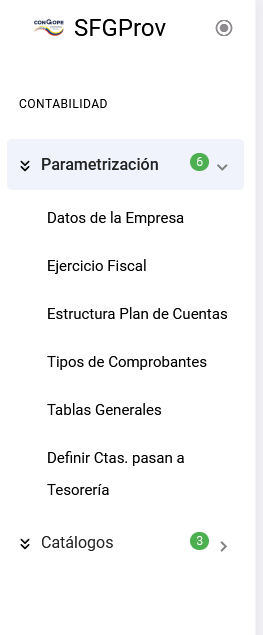 CONGOPE
SFGProv
CONTABILIDAD
Parametrización 6
Datos de la Empresa
Ejercicio Fiscal
Estructura Plan de Cuentas
Tipos de Comprobantes
Tablas Generales
Definir Ctas. pasan a
Tesorería
Catálogos 3